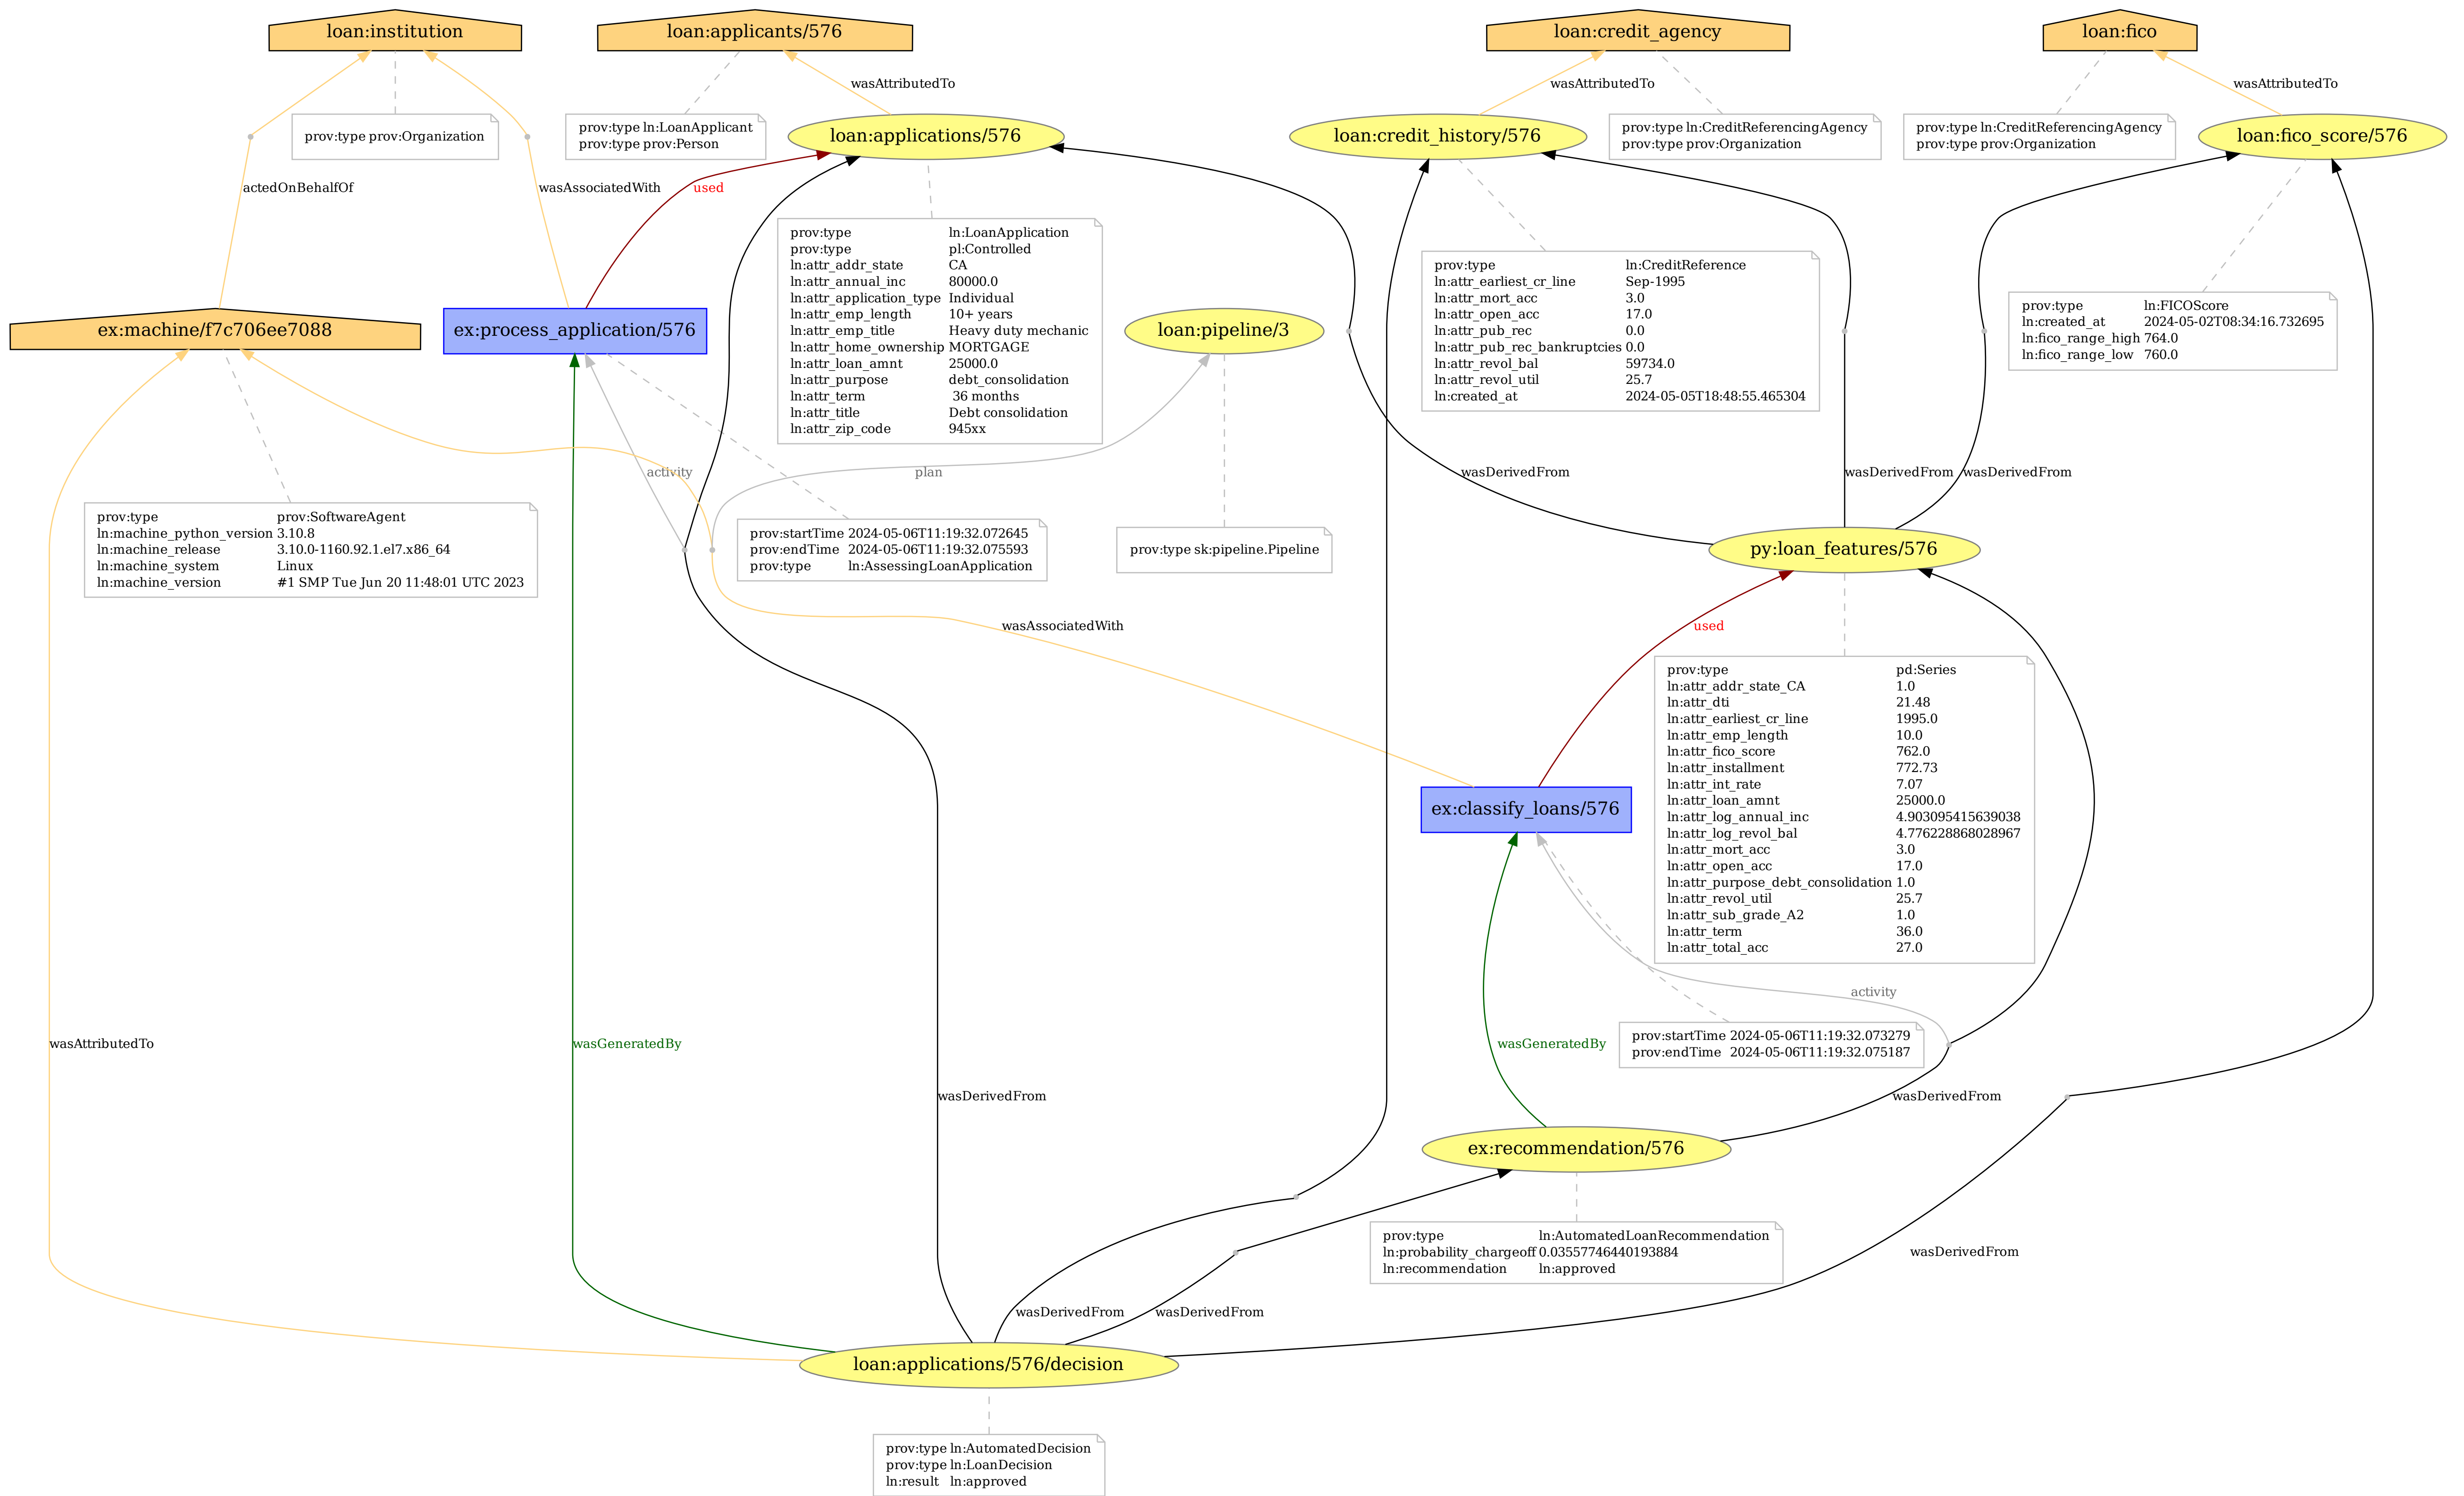 loan:institution
loan:applicants/576
loan:credit_agency
loan:fico
wasAttributedTo
wasAttributedTo
wasAttributedTo
prov:type prov:Organization
prov:type ln:LoanApplicant
prov:type prov:Person
loan:applications/576
loan:credit_history/576
prov:type ln:CreditReferencingAgency
prov:type prov:Organization
prov:type ln:CreditReferencingAgency
prov:type prov:Organization
loan:fico_score/576
actedOnBehalfOf
wasAssociatedWith
used
prov:type ln:LoanApplication
prov:type pl:Controlled
ln:attr_addr_state CA
ln:attr_annual_inc 80000.0
ln:attr_application_type Individual
ln:attr_emp_length 10+ years
ln:attr_emp_title Heavy duty mechanic
ln:attr_home_ownership MORTGAGE
ln:attr_loan_amnt 25000.0
ln:attr_purpose debt_consolidation
ln:attr_term 36 months
ln:attr_title Debt consolidation
ln:attr_zip_code 945xx
prov:type ln:CreditReference
ln:attr_earliest_cr_line Sep-1995
ln:attr_mort_acc 3.0
ln:attr_open_acc 17.0
ln:attr_pub_rec 0.0
ln:attr_pub_rec_bankruptcies 0.0
ln:attr_revol_bal 59734.0
ln:attr_revol_util 25.7
ln:created_at 2024-05-05T18:48:55.465304
prov:type ln:FICOScore
ln:created_at 2024-05-02T08:34:16.732695
ln:fico_range_high 764.0
ln:fico_range_low 760.0
ex:machine/f7c706ee7088
ex:process_application/576
loan:pipeline/3
activity
plan
wasDerivedFrom
wasDerivedFrom
wasDerivedFrom
prov:type prov:SoftwareAgent
ln:machine_python_version 3.10.8
ln:machine_release 3.10.0-1160.92.1.el7.x86_64
ln:machine_system Linux
ln:machine_version #1 SMP Tue Jun 20 11:48:01 UTC 2023
prov:startTime 2024-05-06T11:19:32.072645
prov:endTime 2024-05-06T11:19:32.075593
prov:type ln:AssessingLoanApplication
prov:type sk:pipeline.Pipeline
py:loan_features/576
wasAssociatedWith
used
prov:type pd:Series
ln:attr_addr_state_CA 1.0
ln:attr_dti 21.48
ln:attr_earliest_cr_line 1995.0
ln:attr_emp_length 10.0
ln:attr_fico_score 762.0
ln:attr_installment 772.73
ln:attr_int_rate 7.07
ln:attr_loan_amnt 25000.0
ln:attr_log_annual_inc 4.903095415639038
ln:attr_log_revol_bal 4.776228868028967
ln:attr_mort_acc 3.0
ln:attr_open_acc 17.0
ln:attr_purpose_debt_consolidation 1.0
ln:attr_revol_util 25.7
ln:attr_sub_grade_A2 1.0
ln:attr_term 36.0
ln:attr_total_acc 27.0
ex:classify_loans/576
activity
prov:startTime 2024-05-06T11:19:32.073279
prov:endTime 2024-05-06T11:19:32.075187
wasAttributedTo
wasGeneratedBy
wasGeneratedBy
wasDerivedFrom
wasDerivedFrom
ex:recommendation/576
prov:type ln:AutomatedLoanRecommendation
ln:probability_chargeoff 0.03557746440193884
ln:recommendation ln:approved
wasDerivedFrom
wasDerivedFrom
wasDerivedFrom
loan:applications/576/decision
prov:type ln:AutomatedDecision
prov:type ln:LoanDecision
ln:result ln:approved